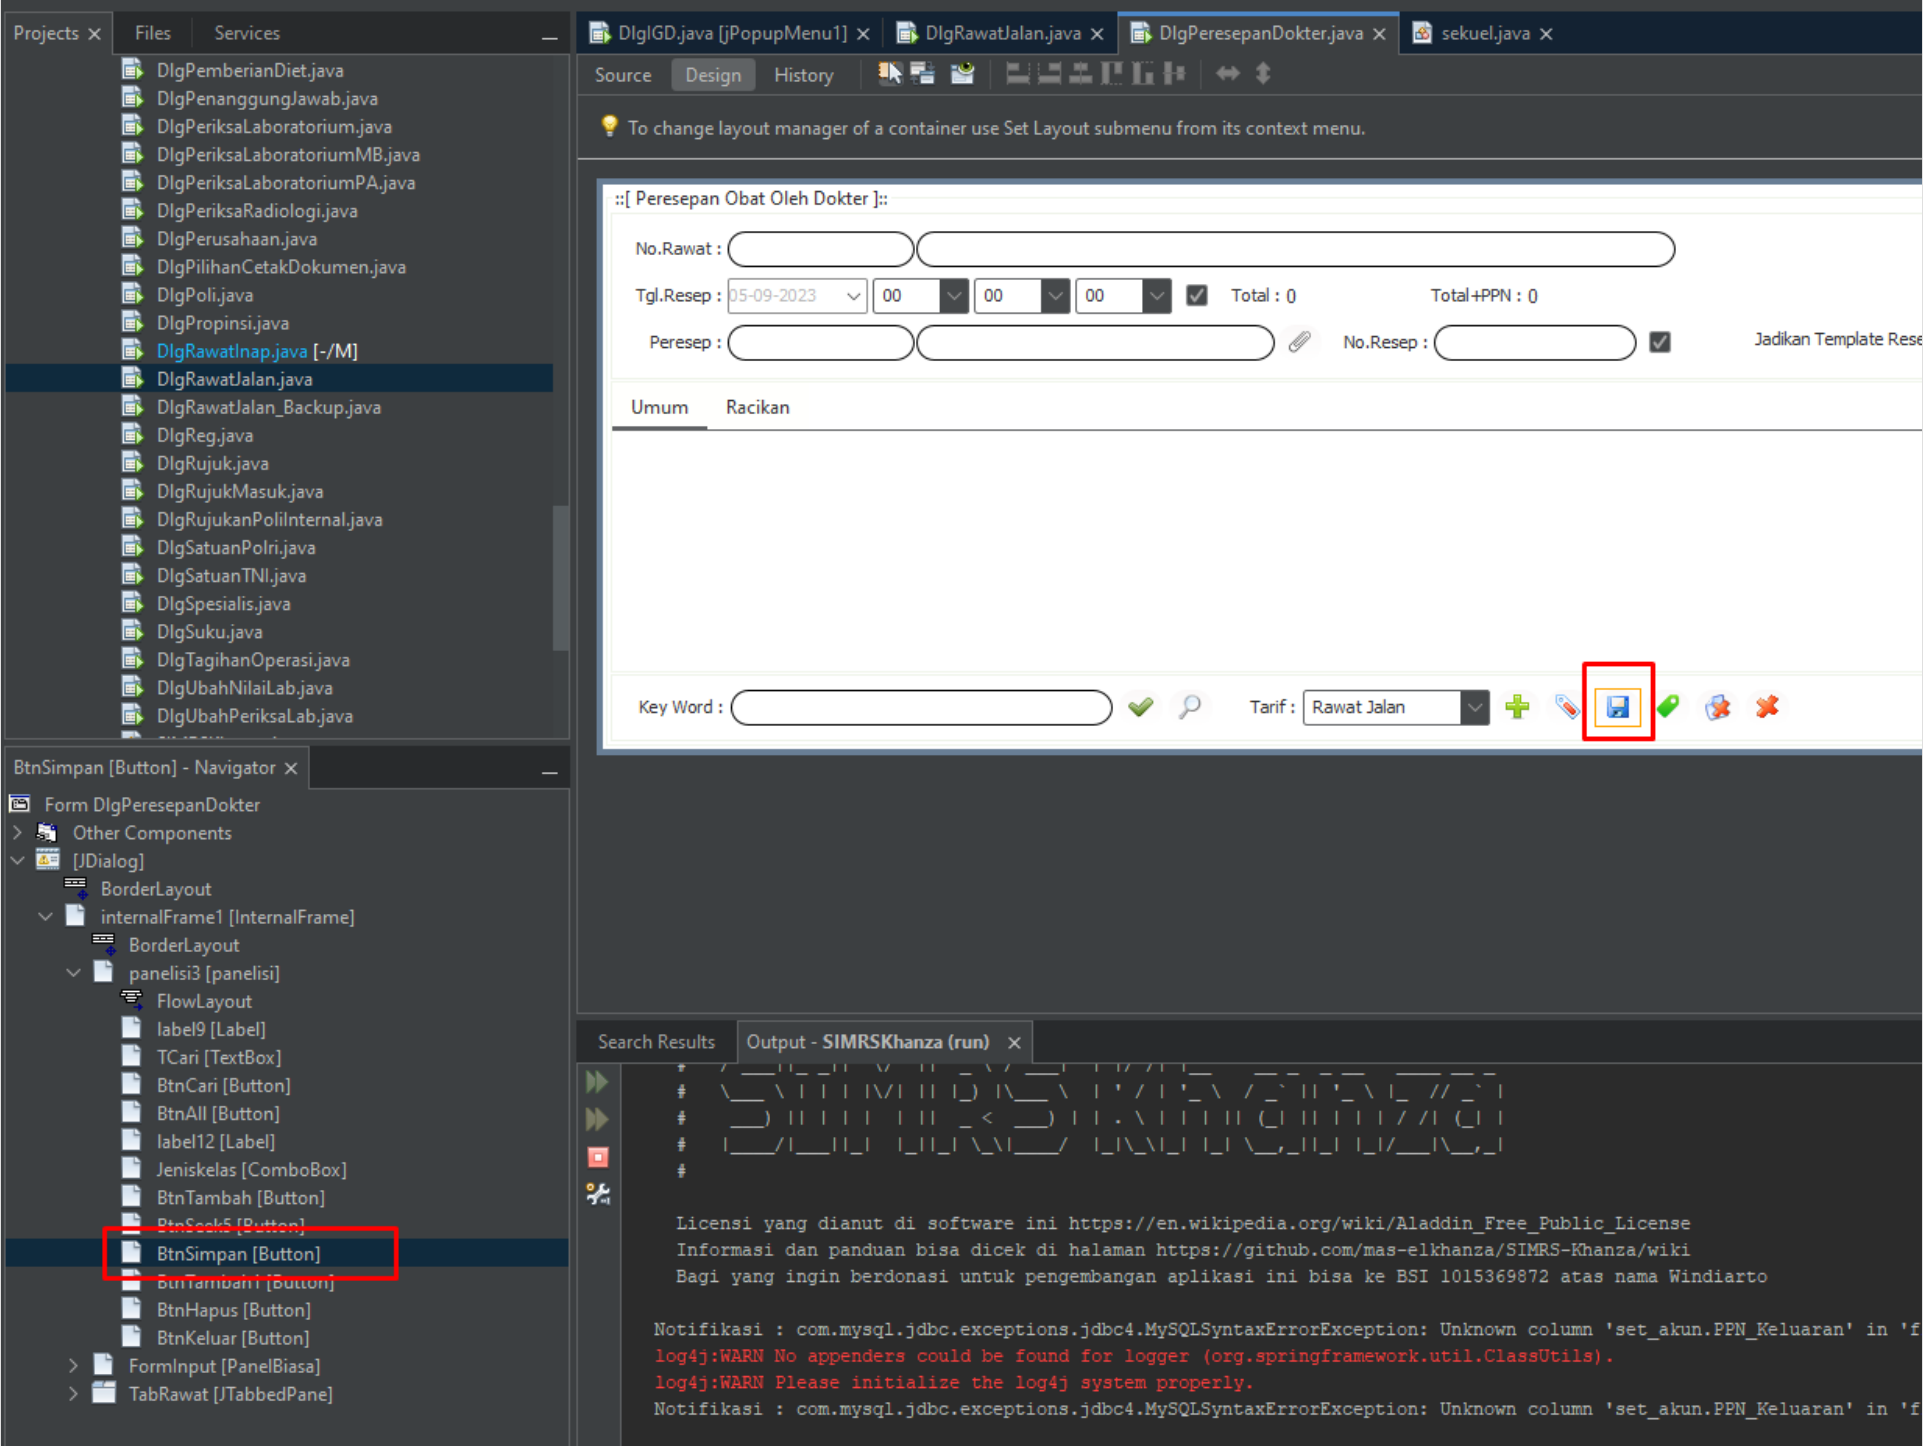 Projects
Files
Services
DlgPemberianDiet.java
DlgPenanggungJawab.java
DlgPeriksaLaboratorium.java
DlgPeriksaLaboratoriumMB.java
DlgPeriksaLaboratoriumPA.java
DlgPeriksaRadiologi.java
DlgPerusahaan.java
DlgPilihanCetakDokumen.java
DlgPoli.java
DlgPropinsi.java
DlgRawatInap.java [-/M]
DlgRawatJalan.java
DlgRawatJalan_Backup.java
DlgReg.java
DlgRujuk.java
DlgRujukMasuk.java
DlgRujukanPoliInternal.java
DlgSatuanPolri.java
DlgSatuanTNI.java
DlgSpesialis.java
DlgSuku.java
DlgTagihanOperasi.java
DlgUbahNilaiLab.java
DlgUbahPeriksaLab.java
BtnSimpan [Button] - Navigator
Form DlgPeresepanDokter
Other Components
[JDialog]
BorderLayout
internalFrame1 [InternalFrame]
BorderLayout
panelisi3 [panelisi]
FlowLayout
label9 [Label]
TCari [TextBox]
BtnCari [Button]
BtnAll [Button]
label12 [Label]
Jeniskelas [ComboBox]
BtnTambah [Button]
BtnSeek5 [Button]
BtnSimpan [Button]
BtnTambah1 [Button]
BtnHapus [Button]
BtnKeluar [Button]
FormInput [PanelBiasa]
TabRawat [JTabbedPane]
DlgIGD.java [jPopupMenu1]
DlgRawatJalan.java
DlgPeresepanDokter.java
sekuel.java
Source
Design
History
To change layout manager of a container use Set Layout submenu from its context menu.
::[ Peresepan Obat Oleh Dokter ]::
No.Rawat :
Tgl.Resep : 05-09-2023 00 00 00 Total : 0 Total+PPN : 0
Peresep : No.Resep : Jadikan Template Rese
Umum Racikan
Key Word : Tarif : Rawat Jalan
Search Results
Output - SIMRSKhanza (run)
SIMRSKhanza
Licensi yang dianut di software ini https://en.wikipedia.org/wiki/Aladdin_Free_Public_License
Informasi dan panduan bisa dicek di halaman https://github.com/mas-elkhanza/SIMRS-Khanza/wiki
Bagi yang ingin berdonasi untuk pengembangan aplikasi ini bisa ke BSI 1015369872 atas nama Windiarto
Notifikasi : com.mysql.jdbc.exceptions.jdbc4.MySQLSyntaxErrorException: Unknown column 'set_akun.PPN_Keluaran' in 'f
log4j:WARN No appenders could be found for logger (org.springframework.util.ClassUtils).
log4j:WARN Please initialize the log4j system properly.
Notifikasi : com.mysql.jdbc.exceptions.jdbc4.MySQLSyntaxErrorException: Unknown column 'set_akun.PPN_Keluaran' in 'f